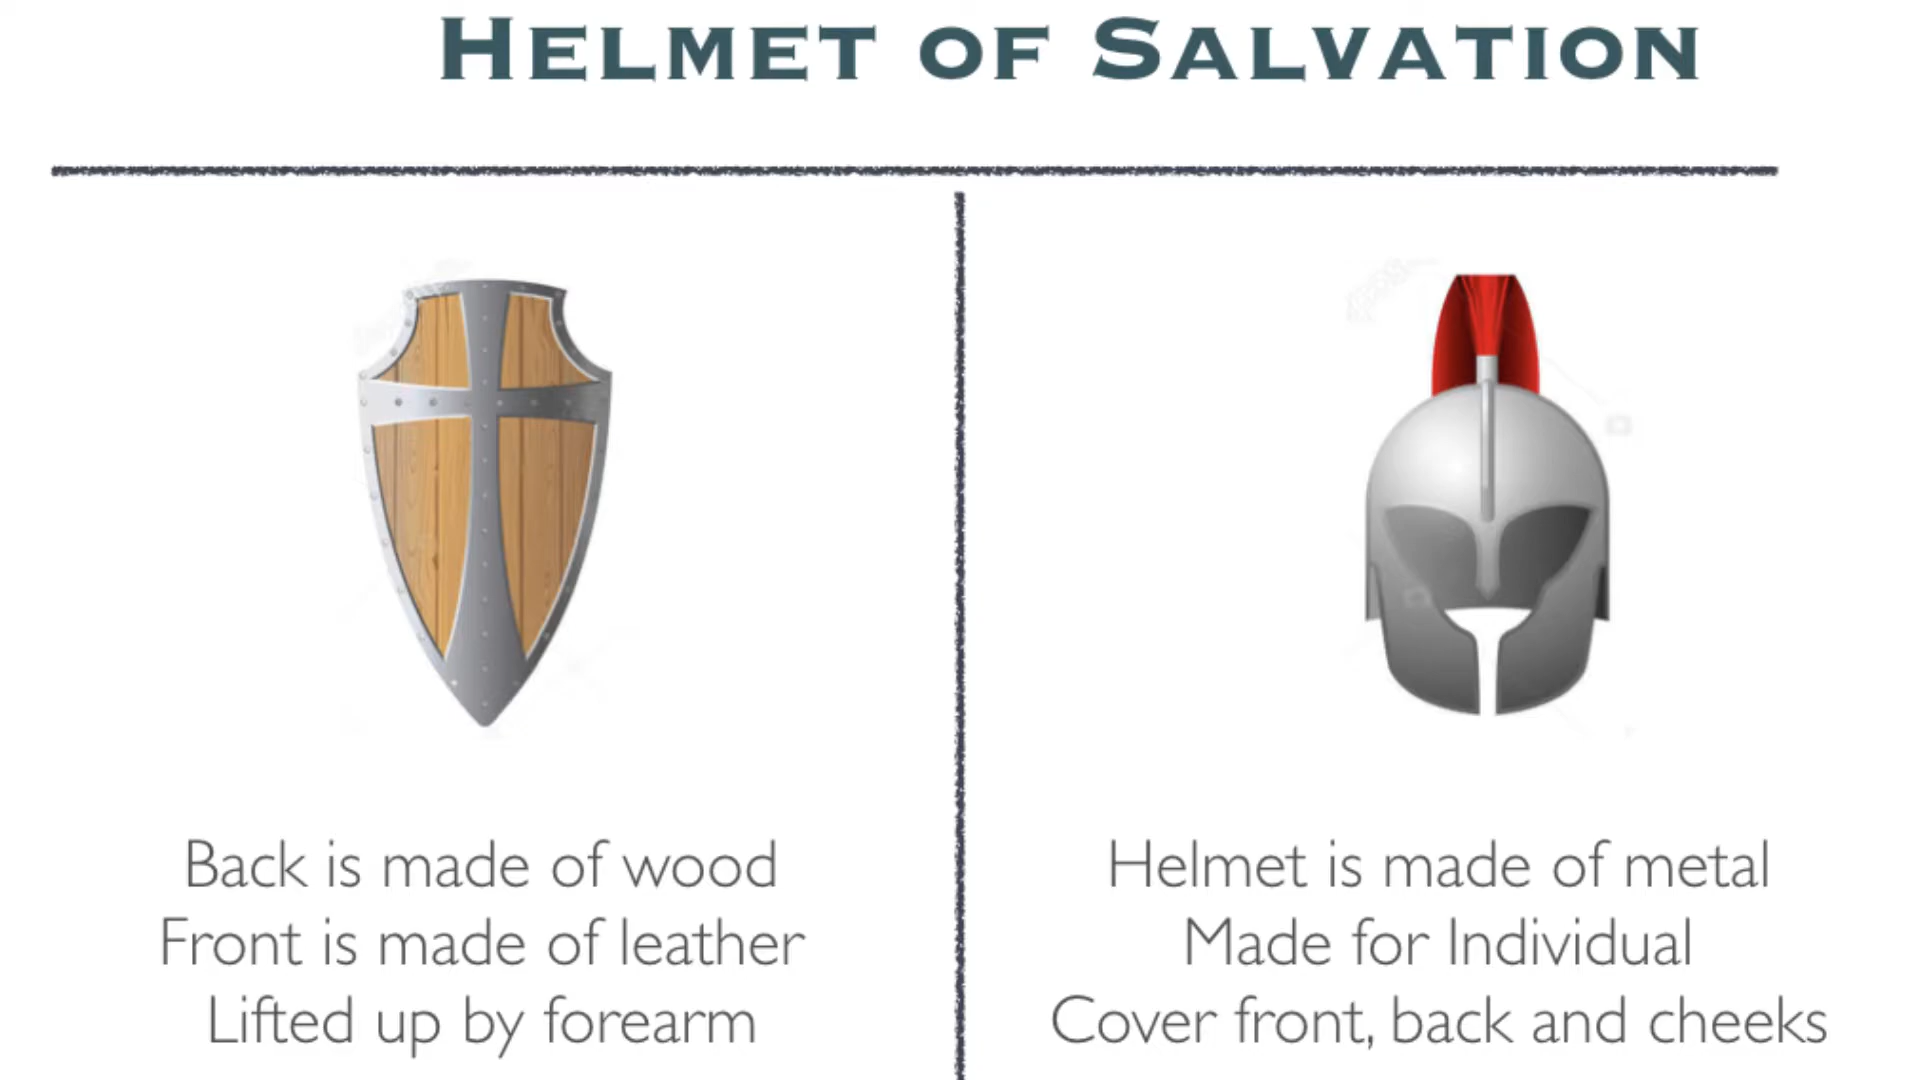 HELMET OF SALVATION
Back is made of wood
Front is made of leather
Lifted up by forearm
Helmet is made of metal
Made for Individual
Cover front, back and cheeks